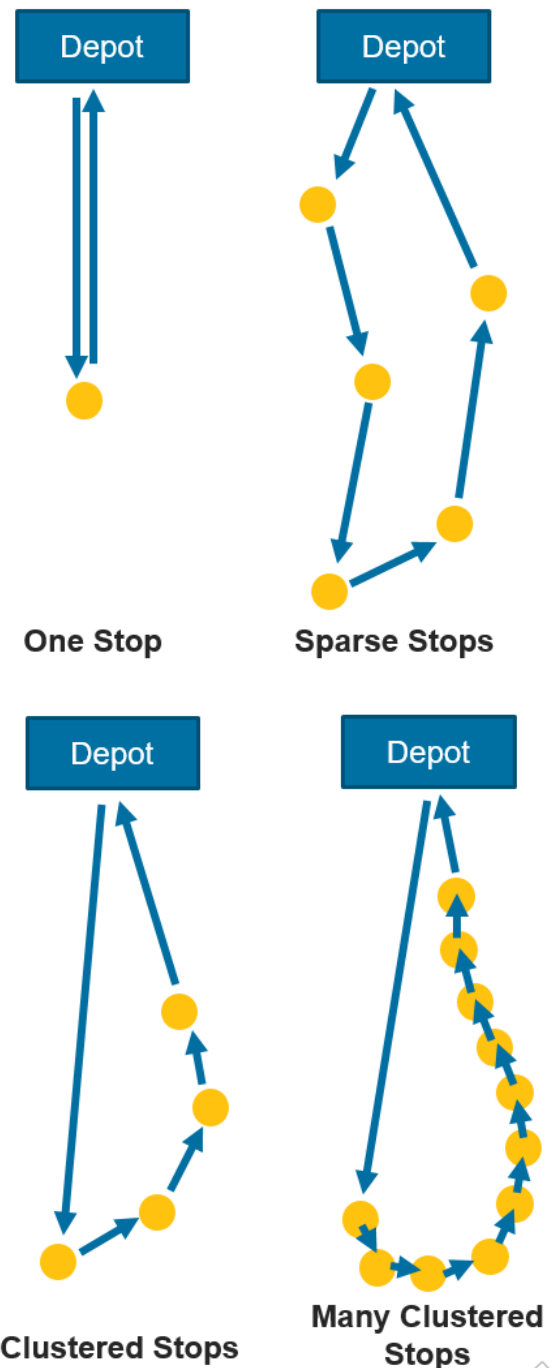 Depot
Depot
One Stop
Sparse Stops
Depot
Depot
Clustered Stops
Many Clustered
Stops